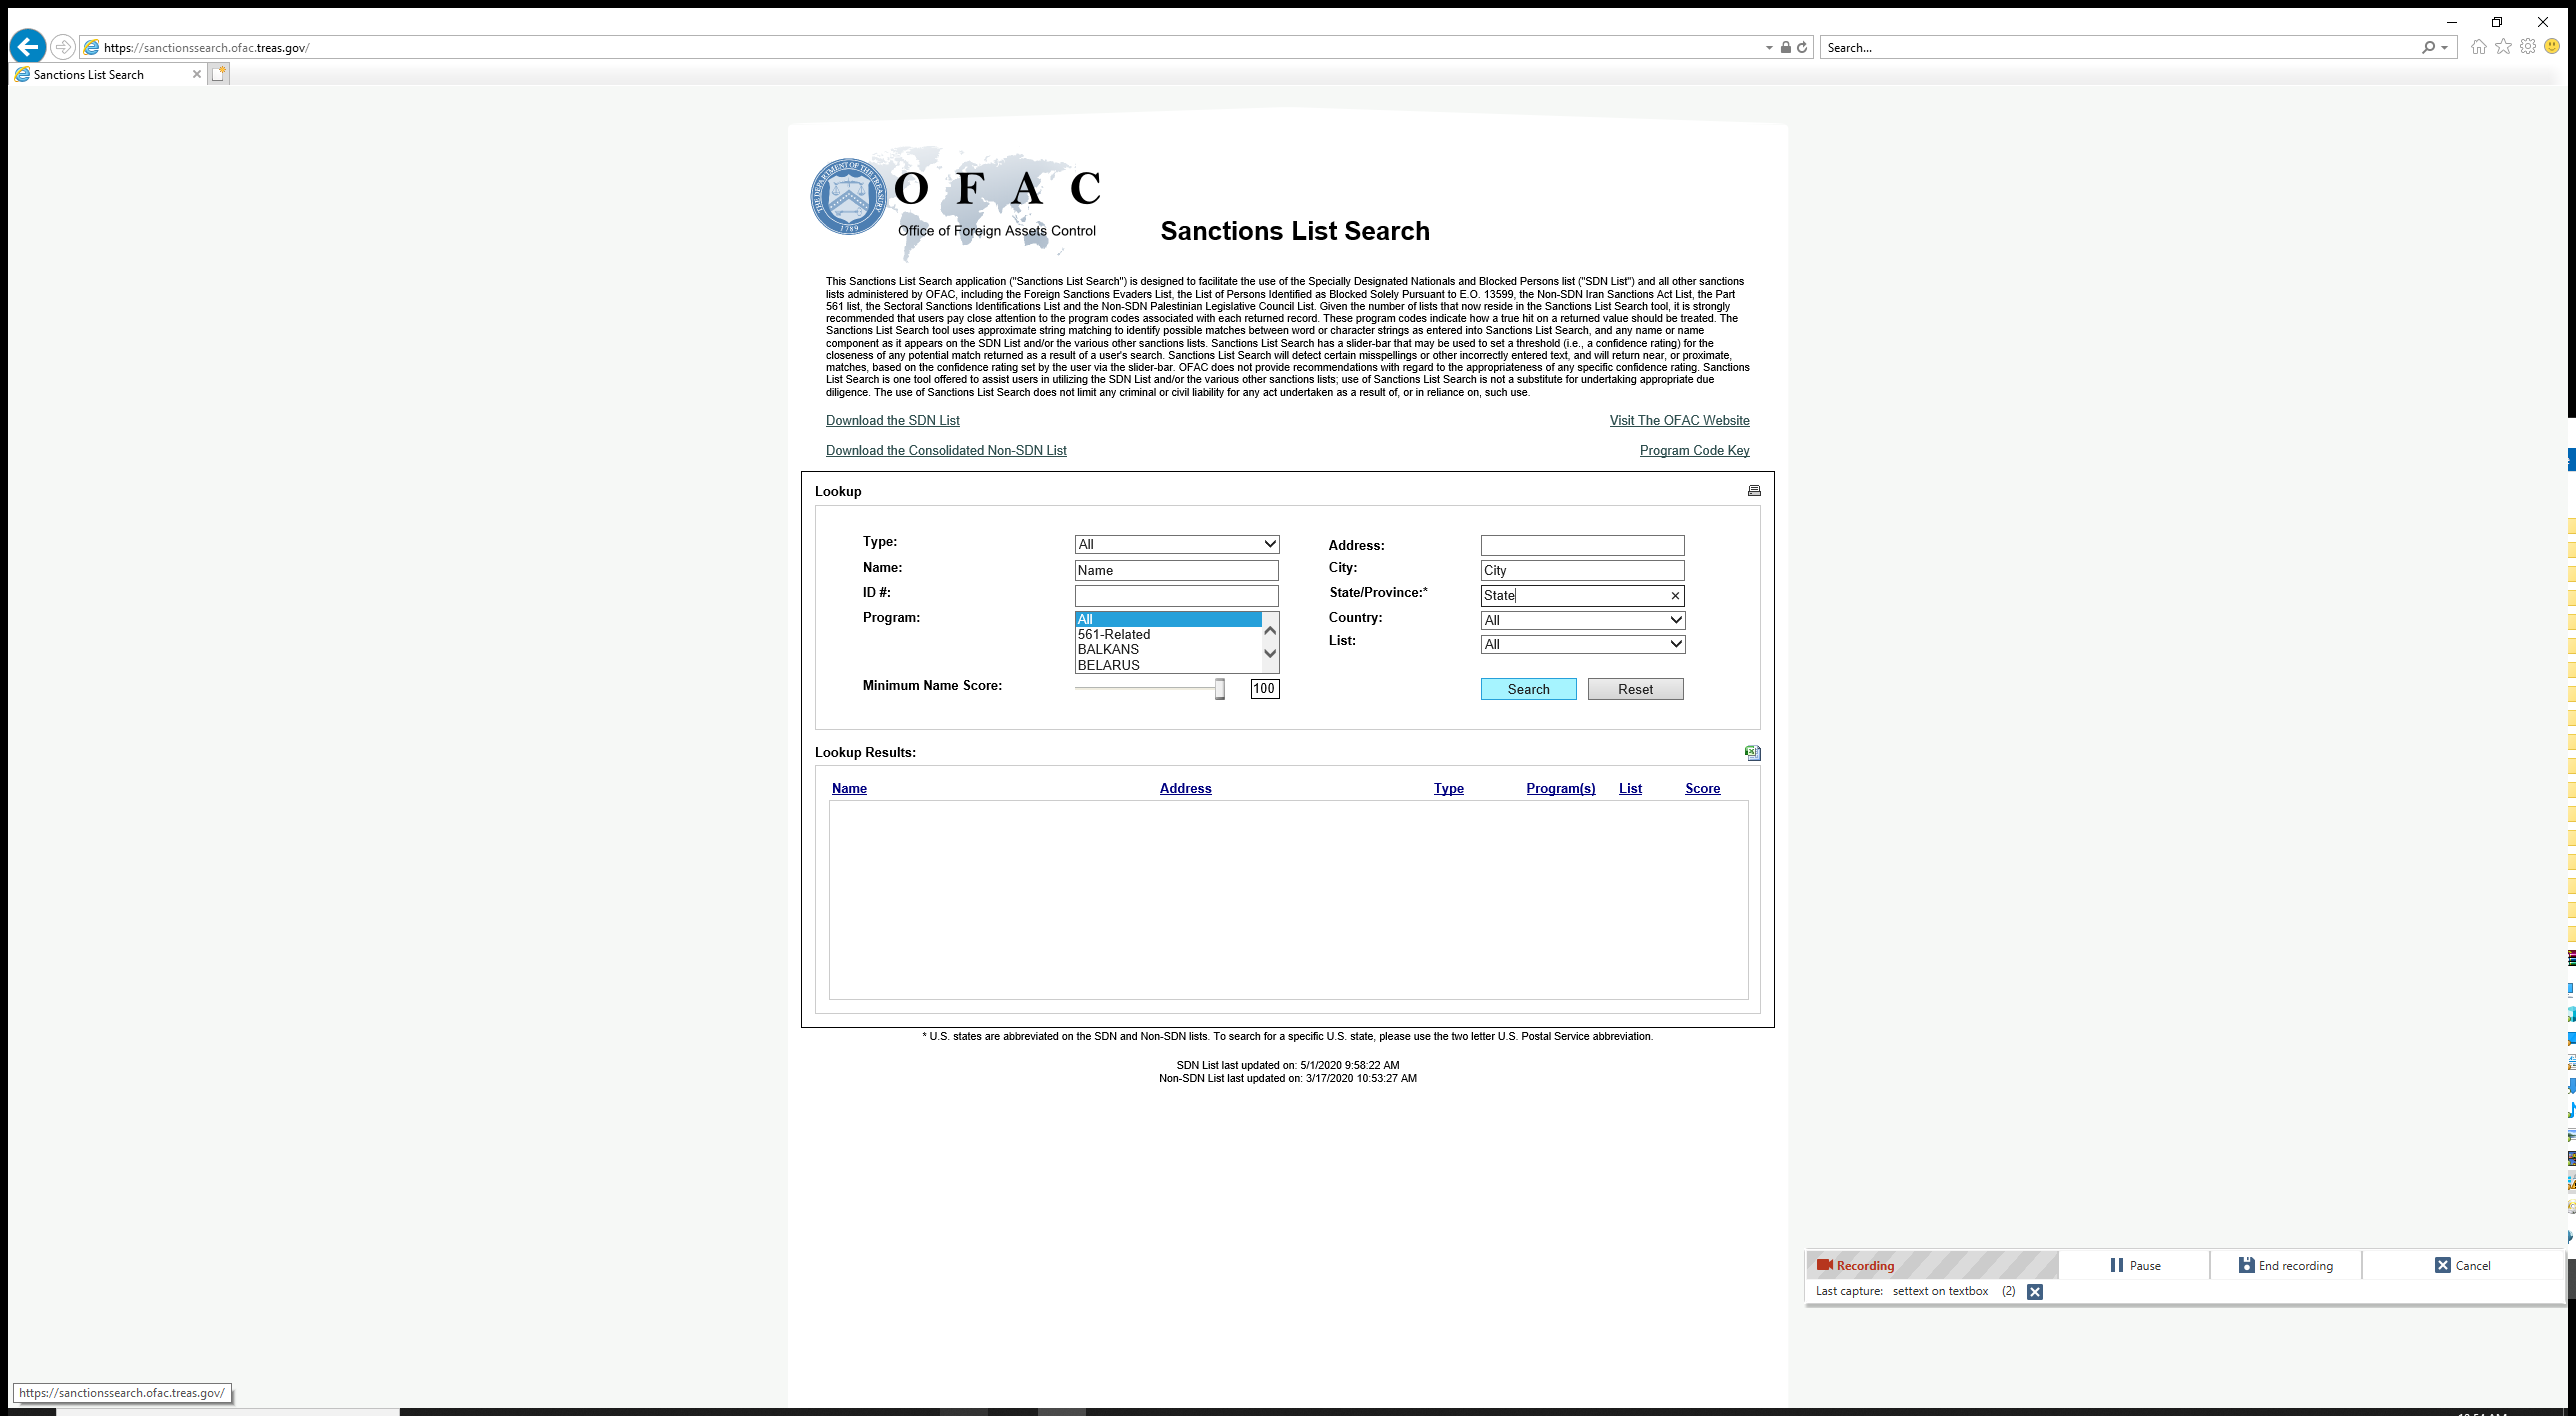 https://sanctionssearch.ofac.treas.gov/
Search...
Sanctions List Search
THE DEPARTMENT OF THE TREASURY
1789
OFAC
Office of Foreign Assets Control
Sanctions List Search
This Sanctions List Search application ("Sanctions List Search") is designed to facilitate the use of the Specially Designated Nationals and Blocked Persons list ("SDN List") and all other sanctions
lists administered by OFAC, including the Foreign Sanctions Evaders List, the List of Persons Identified as Blocked Solely Pursuant to E.O. 13599, the Non-SDN Iran Sanctions Act List, the Part
561 list, the Sectoral Sanctions Identifications List and the Non-SDN Palestinian Legislative Council List. Given the number of lists that now reside in the Sanctions List Search tool, it is strongly
recommended that users pay close attention to the program codes associated with each returned record. These program codes indicate how a true hit on a returned value should be treated. The
Sanctions List Search tool uses approximate string matching to identify possible matches between word or character strings as entered into Sanctions List Search, and any name or name
component as it appears on the SDN List and/or the various other sanctions lists. Sanctions List Search has a slider-bar that may be used to set a threshold (i.e., a confidence rating) for the
closeness of any potential match returned as a result of a user's search. Sanctions List Search will detect certain misspellings or other incorrectly entered text, and will return near, or proximate,
matches, based on the confidence rating set by the user via the slider-bar. OFAC does not provide recommendations with regard to the appropriateness of any specific confidence rating. Sanctions
List Search is one tool offered to assist users in utilizing the SDN List and/or the various other sanctions lists; use of Sanctions List Search is not a substitute for undertaking appropriate due
diligence. The use of Sanctions List Search does not limit any criminal or civil liability for any act undertaken as a result of, or in reliance on, such use.
Download the SDN List
Visit The OFAC Website
Download the Consolidated Non-SDN List
Program Code Key
Lookup
Type: All
Address:
Name: Name
City: City
ID #:
State/Province:* State
Program: All
561-Related
BALKANS
BELARUS
Country: All
List: All
Minimum Name Score: 100
Search Reset
Lookup Results:
Name Address Type Program(s) List Score
* U.S. states are abbreviated on the SDN and Non-SDN lists. To search for a specific U.S. state, please use the two letter U.S. Postal Service abbreviation.
SDN List last updated on: 5/1/2020 9:58:22 AM
Non-SDN List last updated on: 3/17/2020 10:53:27 AM
Recording Pause End recording Cancel
Last capture: settext on textbox (2)
https://sanctionssearch.ofac.treas.gov/